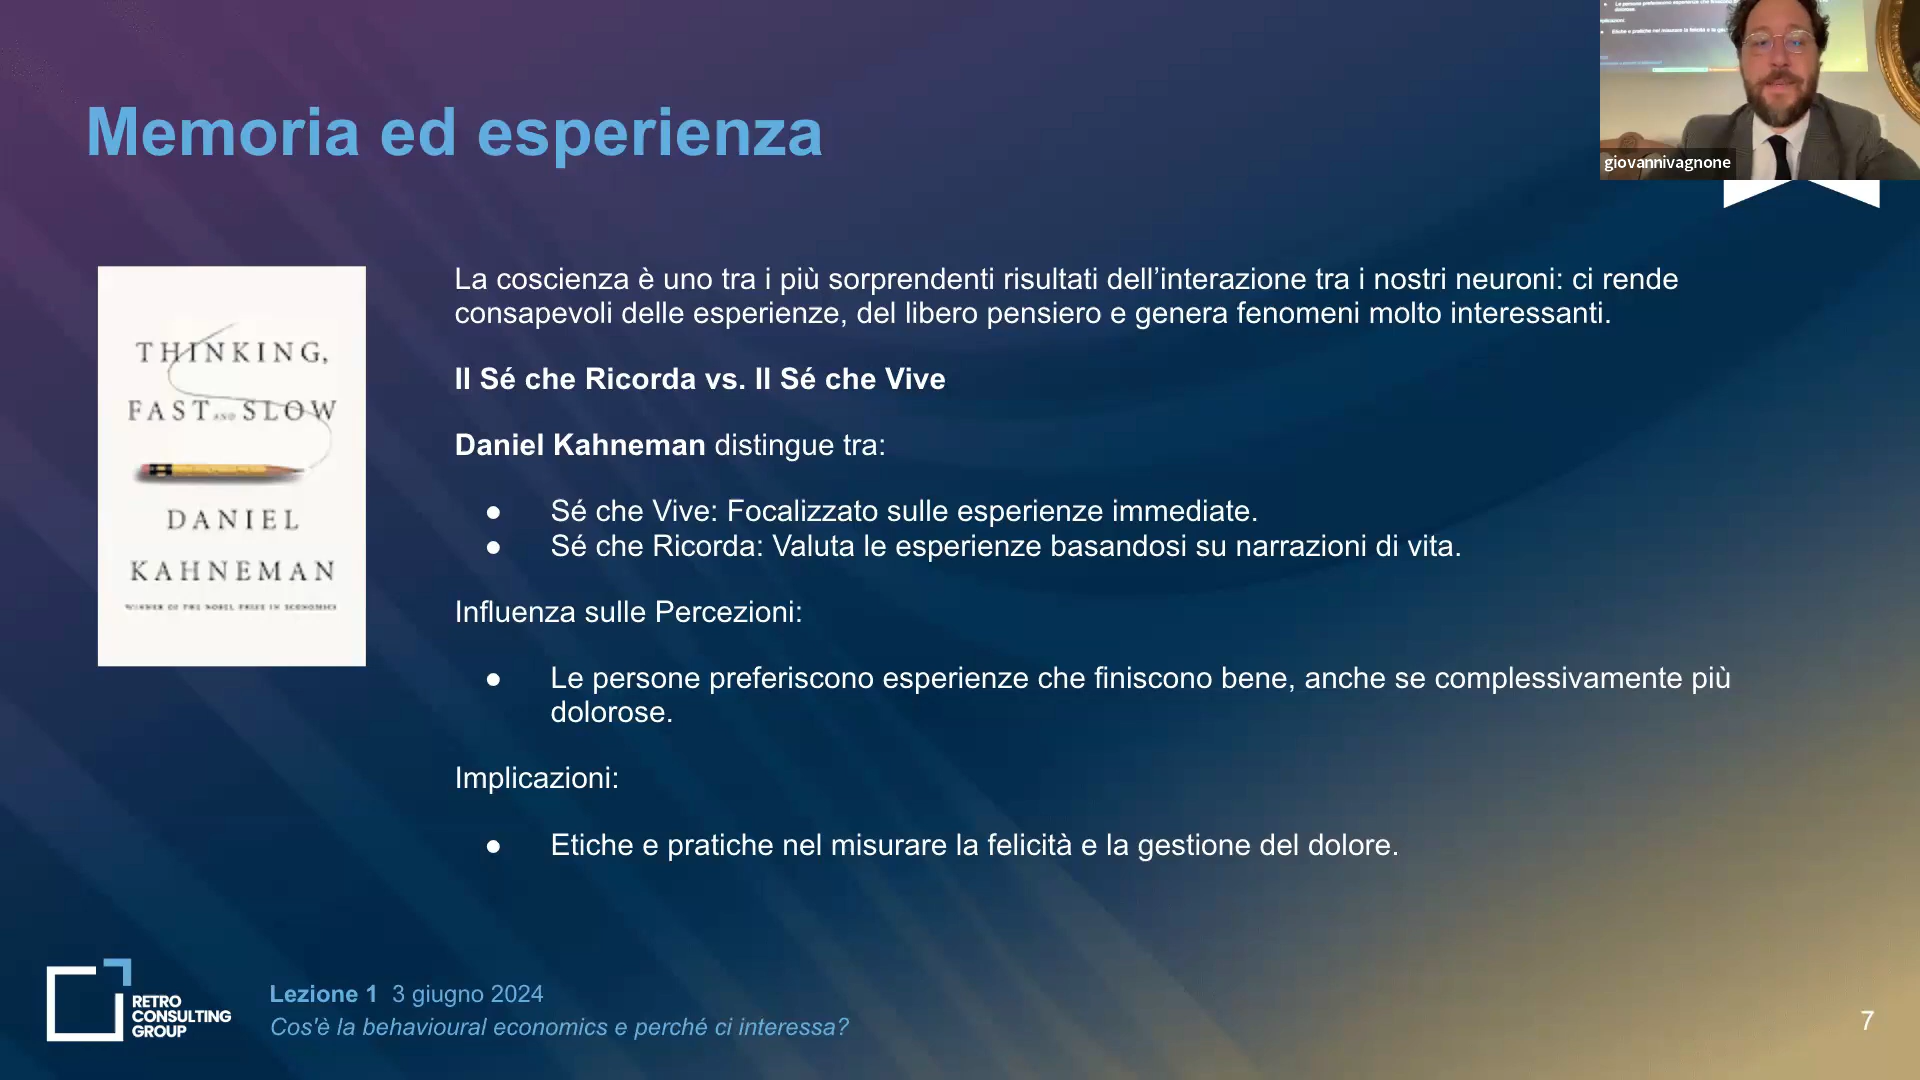 Memoria ed esperienza
giovannivagnone
THINKING,
FAST AND SLOW
DANIEL
KAHNEMAN
WINNER OF THE NOBEL PRIZE IN ECONOMICS
La coscienza è uno tra i più sorprendenti risultati dell’interazione tra i nostri neuroni: ci rende
consapevoli delle esperienze, del libero pensiero e genera fenomeni molto interessanti.
Il Sé che Ricorda vs. Il Sé che Vive
Daniel Kahneman distingue tra:
● Sé che Vive: Focalizzato sulle esperienze immediate.
● Sé che Ricorda: Valuta le esperienze basandosi su narrazioni di vita.
Influenza sulle Percezioni:
● Le persone preferiscono esperienze che finiscono bene, anche se complessivamente più
dolorose.
Implicazioni:
● Etiche e pratiche nel misurare la felicità e la gestione del dolore.
RETRO
CONSULTING
GROUP
Lezione 1 3 giugno 2024
Cos'è la behavioural economics e perché ci interessa?
7